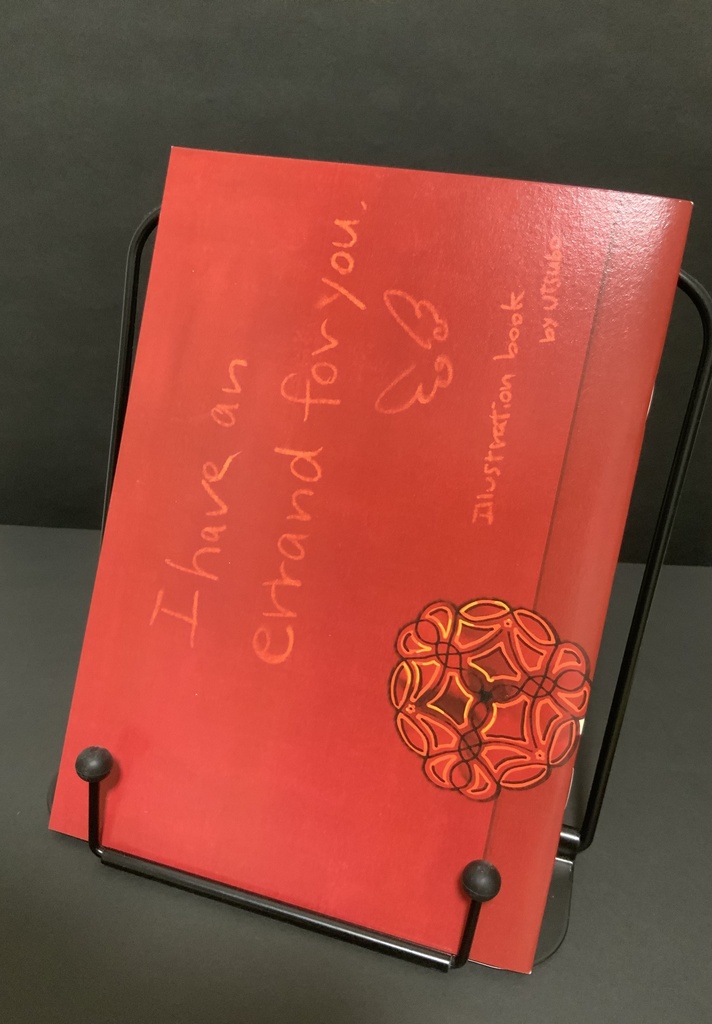 I have an
errand for you.
Illustration book
by utsubo